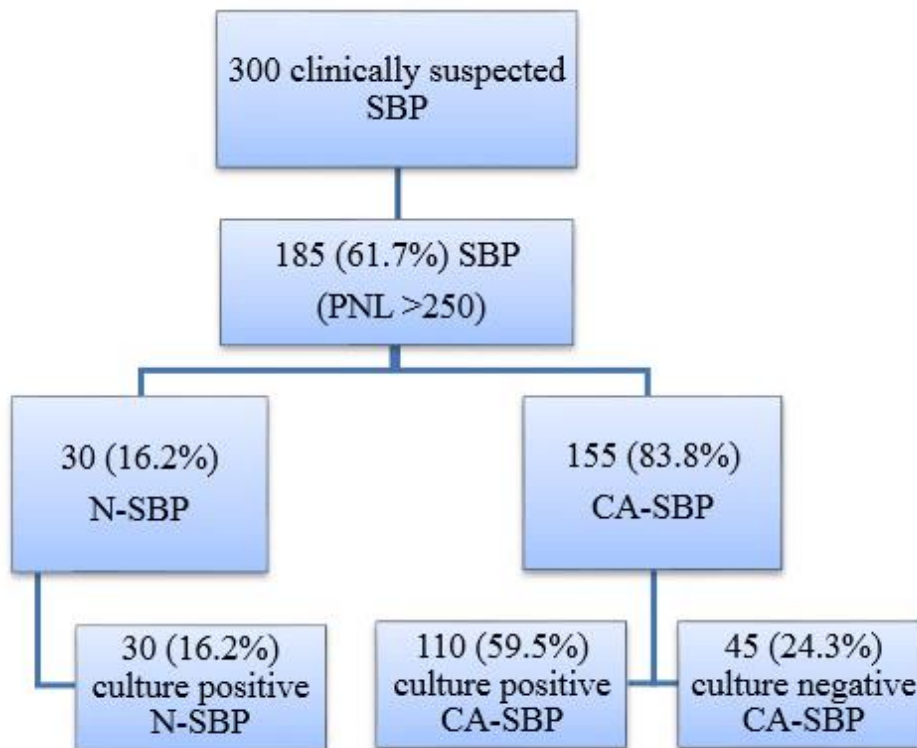 300 clinically suspected
SBP
185 (61.7%) SBP
(PNL >250)
30 (16.2%)
N-SBP
155 (83.8%)
CA-SBP
30 (16.2%)
culture positive
N-SBP
110 (59.5%)
culture positive
CA-SBP
45 (24.3%)
culture negative
CA-SBP